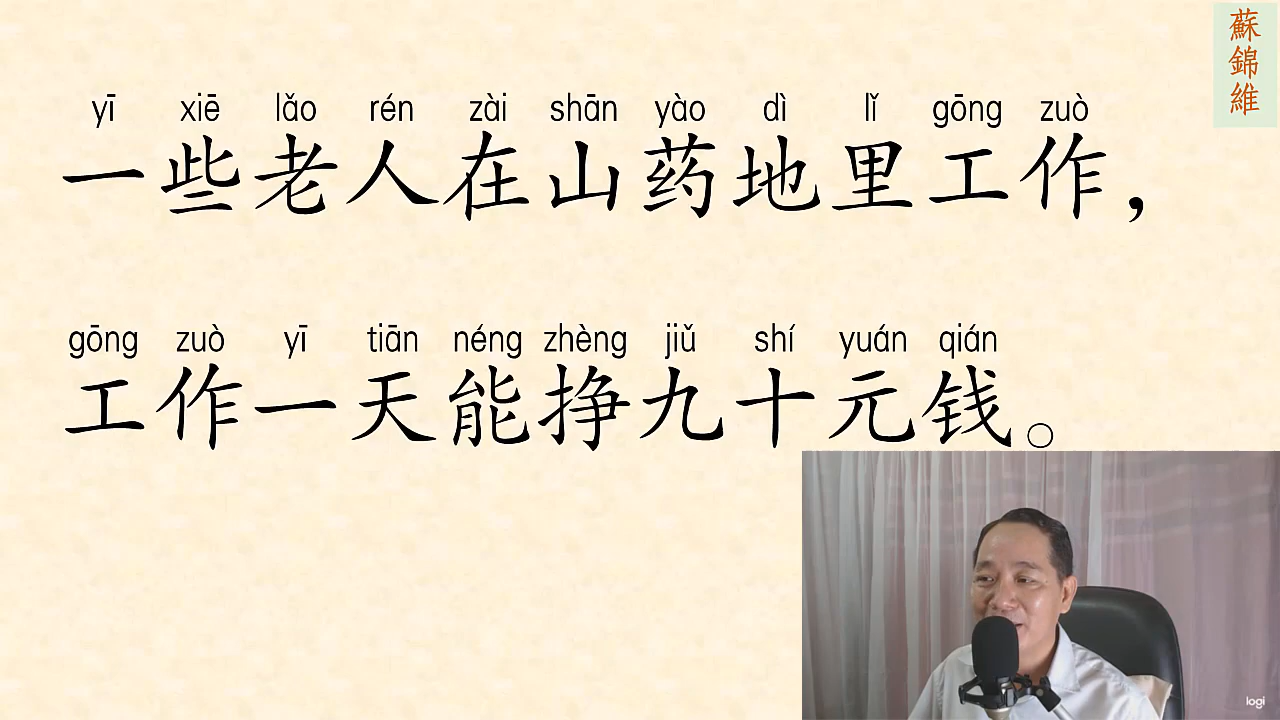 yī xiē lǎo rén zài shān yào dì lǐ gōng zuò
一些老人在山药地里工作，
gōng zuò yī tiān néng zhèng jiǔ shí yuán qián
工作一天能挣九十元钱。
蘇錦維
logi